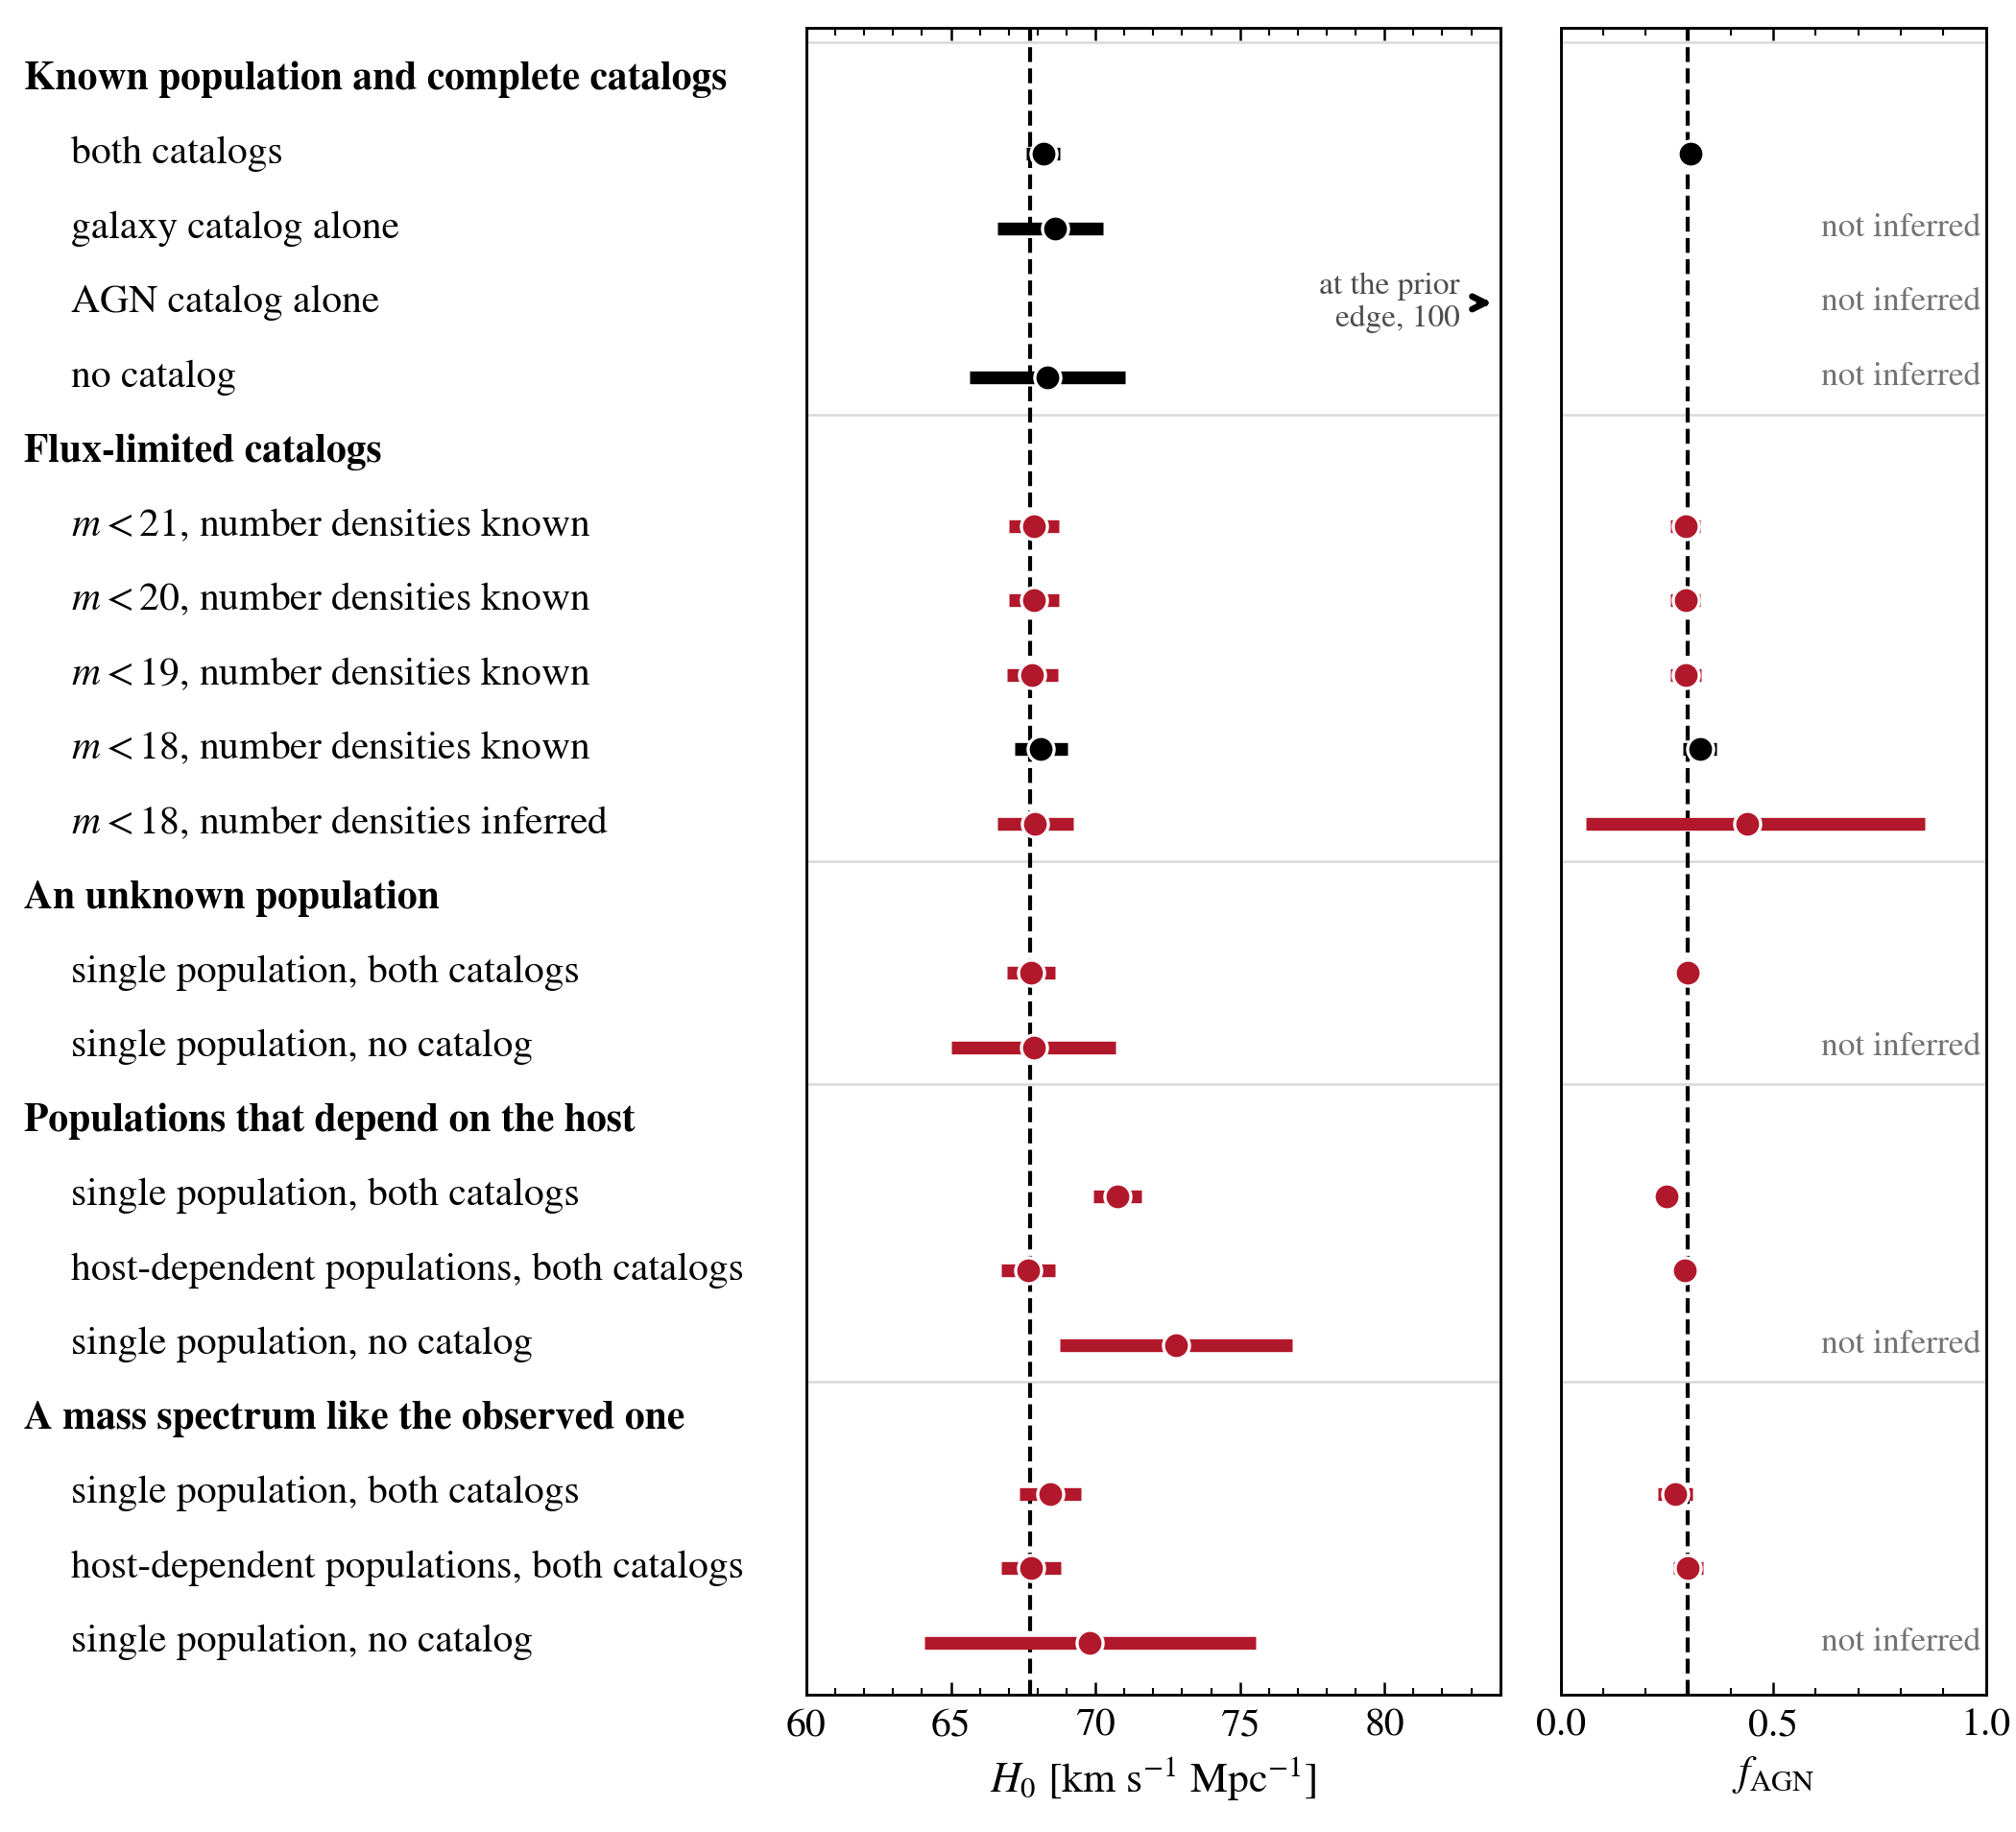 Known population and complete catalogs
both catalogs
galaxy catalog alone
not inferred
AGN catalog alone
at the prior
edge, 100
not inferred
no catalog
not inferred
Flux-limited catalogs
m < 21, number densities known
m < 20, number densities known
m < 19, number densities known
m < 18, number densities known
m < 18, number densities inferred
An unknown population
single population, both catalogs
single population, no catalog
not inferred
Populations that depend on the host
single population, both catalogs
host-dependent populations, both catalogs
single population, no catalog
not inferred
A mass spectrum like the observed one
single population, both catalogs
host-dependent populations, both catalogs
single population, no catalog
not inferred
60 65 70 75 80
0.0 0.5 1.0
H₀ [km s⁻¹ Mpc⁻¹]
f_AGN